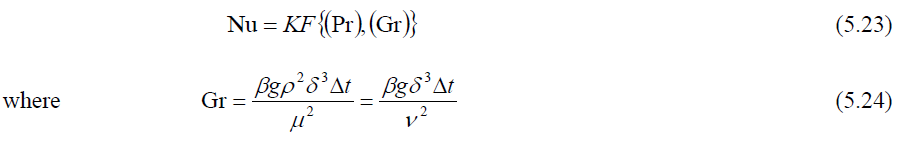 Nu = KF{(Pr),(Gr)} (5.23)
where Gr = βgρ²δ³Δt / μ² = βgδ³Δt / ν² (5.24)